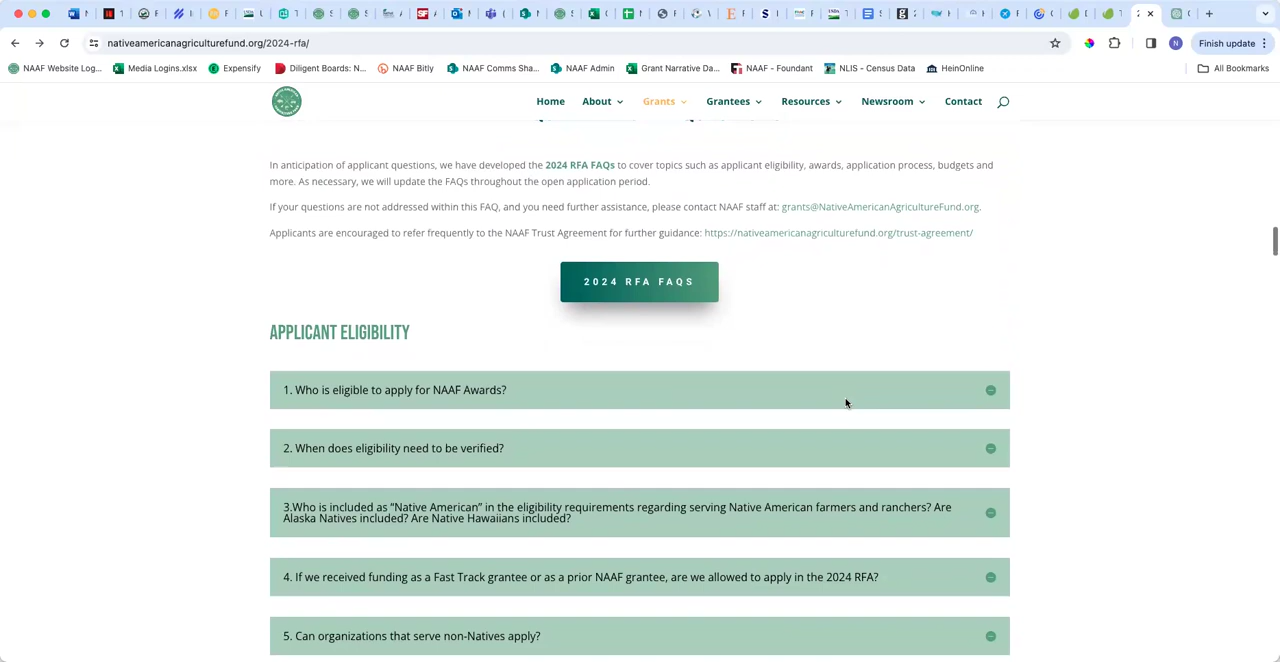 nativeamericanagriculturefund.org/2024-rfa/
N
Finish update
NAAF Website Log...
Media Logins.xlsx
Expensify
Diligent Boards: N...
NAAF Bitly
NAAF Comms Sha...
NAAF Admin
Grant Narrative Da...
NAAF - Foundant
NLIS - Census Data
HeinOnline
All Bookmarks
Home
About
Grants
Grantees
Resources
Newsroom
Contact
In anticipation of applicant questions, we have developed the 2024 RFA FAQs to cover topics such as applicant eligibility, awards, application process, budgets and
more. As necessary, we will update the FAQs throughout the open application period.
If your questions are not addressed within this FAQ, and you need further assistance, please contact NAAF staff at: grants@NativeAmericanAgricultureFund.org.
Applicants are encouraged to refer frequently to the NAAF Trust Agreement for further guidance: https://nativeamericanagriculturefund.org/trust-agreement/
2024 RFA FAQS
APPLICANT ELIGIBILITY
1. Who is eligible to apply for NAAF Awards?
2. When does eligibility need to be verified?
3.Who is included as “Native American” in the eligibility requirements regarding serving Native American farmers and ranchers? Are
Alaska Natives included? Are Native Hawaiians included?
4. If we received funding as a Fast Track grantee or as a prior NAAF grantee, are we allowed to apply in the 2024 RFA?
5. Can organizations that serve non-Natives apply?